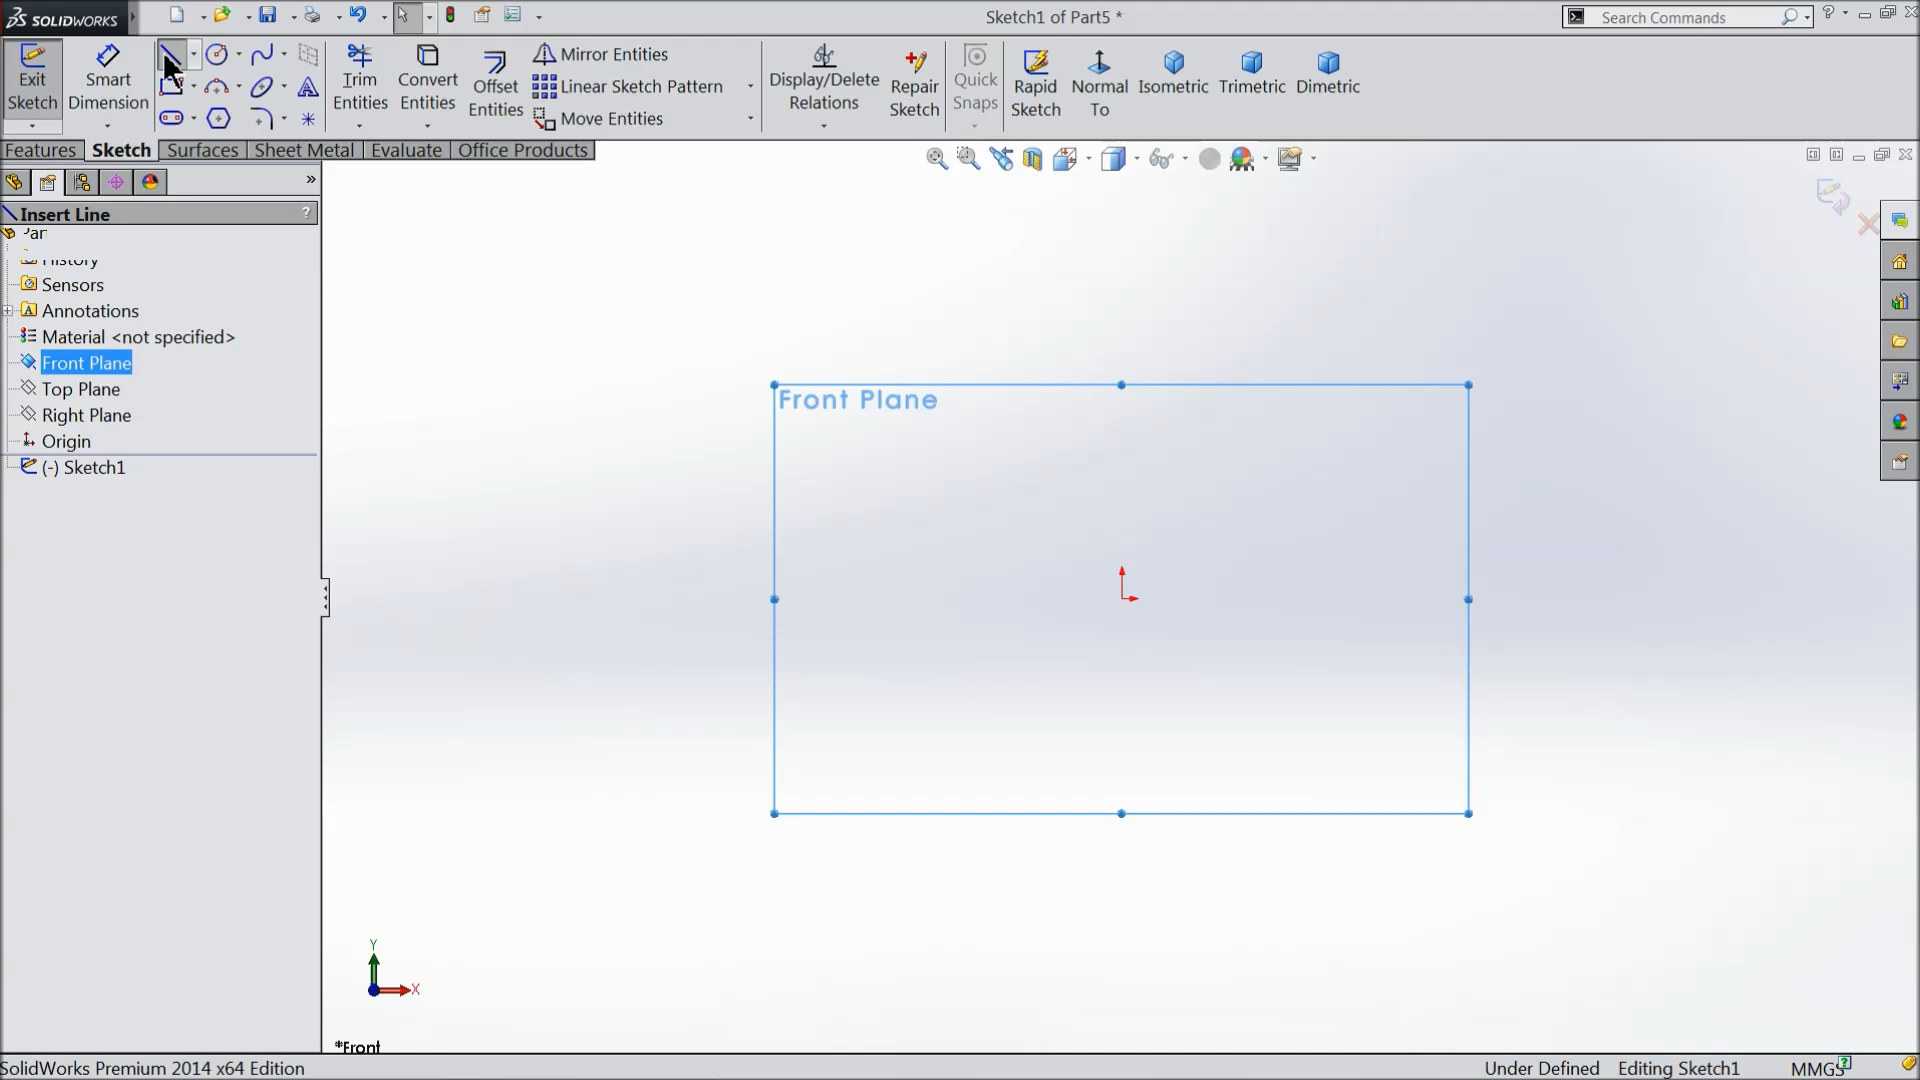 SOLIDWORKS
Sketch1 of Part5 *
Search Commands
Exit Sketch
Smart Dimension
Trim Entities
Convert Entities
Offset Entities
Mirror Entities
Linear Sketch Pattern
Move Entities
Display/Delete Relations
Repair Sketch
Quick Snaps
Rapid Sketch
Normal To
Isometric
Trimetric
Dimetric
Features
Sketch
Surfaces
Sheet Metal
Evaluate
Office Products
Insert Line
?
History
Sensors
Annotations
Material <not specified>
Front Plane
Top Plane
Right Plane
Origin
(-) Sketch1
Front Plane
Y
X
*Front
SolidWorks Premium 2014 x64 Edition
Under Defined
Editing Sketch1
MMGS